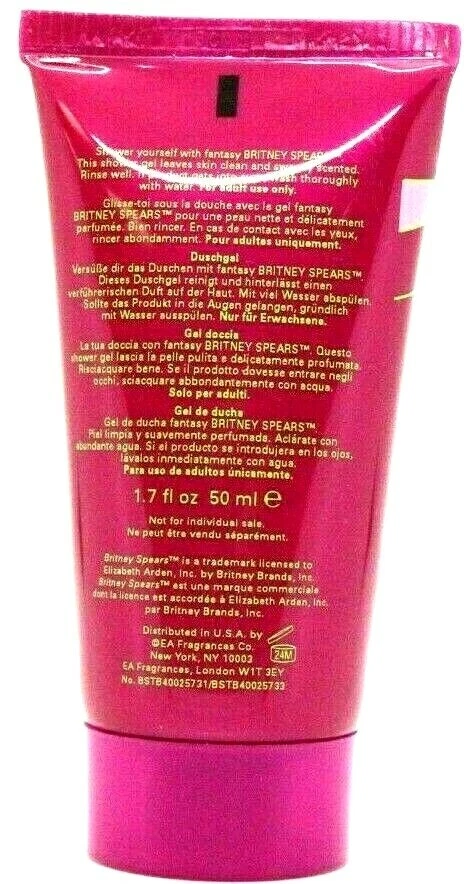 Shower yourself with fantasy BRITNEY SPEARS
This shower gel leaves skin clean and scented.
Rinse well. If product gets into thoroughly
with water. For adult use only.
Glisse-toi sous la douche avec le gel fantasy
BRITNEY SPEARS™ pour une peau nette et délicatement
parfumée. Bien rincer. En cas de contact avec les yeux,
rincer abondamment. Pour adultes uniquement.
Duschgel
Versüße dir das Duschen mit fantasy BRITNEY SPEARS™.
Dieses Duschgel reinigt und hinterlässt einen
verführerischen Duft auf der Haut. Mit viel Wasser abspülen.
Sollte das Produkt in die Augen gelangen, gründlich
mit Wasser ausspülen. Nur für Erwachsene.
Gel doccia
La tua doccia con fantasy BRITNEY SPEARS™. Questo
shower gel lascia la pelle pulita e delicatamente profumata.
Risciacquare bene. Se il prodotto dovesse entrare negli
occhi, sciacquare abbondantemente con acqua.
Solo per adulti.
Gel de ducha
Gel de ducha fantasy BRITNEY SPEARS™.
Piel limpia y suavemente perfumada. Aclárate con
abundante agua. Si el producto se introdujera en los ojos,
lávalos inmediatamente con agua.
Para uso de adultos únicamente.
1.7 fl oz 50 ml ℮
Not for individual sale.
Ne peut être vendu séparément.
Britney Spears™ is a trademark licensed to
Elizabeth Arden, Inc. by Britney Brands, Inc.
Britney Spears™ est une marque commerciale
dont la licence est accordée à Elizabeth Arden, Inc.
par Britney Brands, Inc.
Distributed in U.S.A. by
©EA Fragrances Co.
New York, NY 10003
EA Fragrances, London W1T 3EY
No. BSTB40025731/BSTB40025733
24M